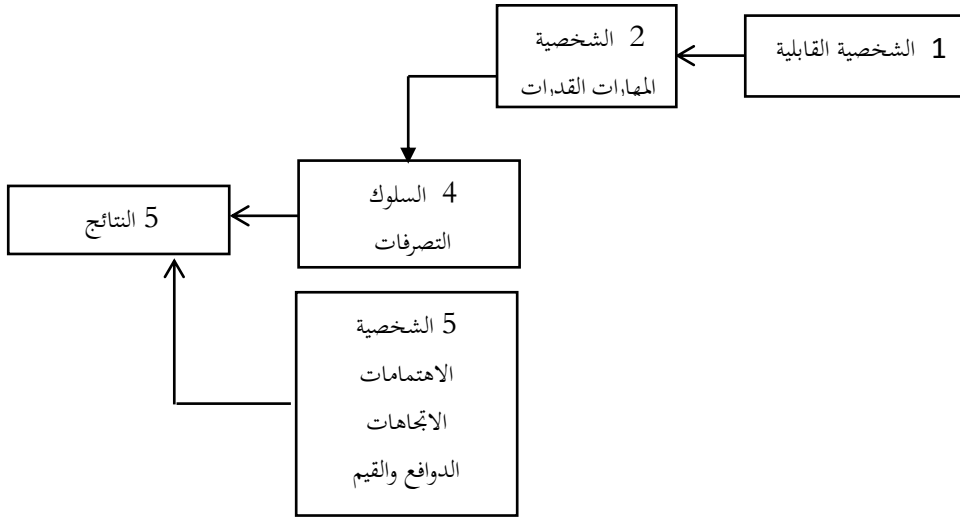 1 الشخصية القابلية
2 الشخصية
المهارات القدرات
4 السلوك
التصرفات
5 النتائج
5 الشخصية
الاهتمامات
الاتجاهات
الدوافع والقيم